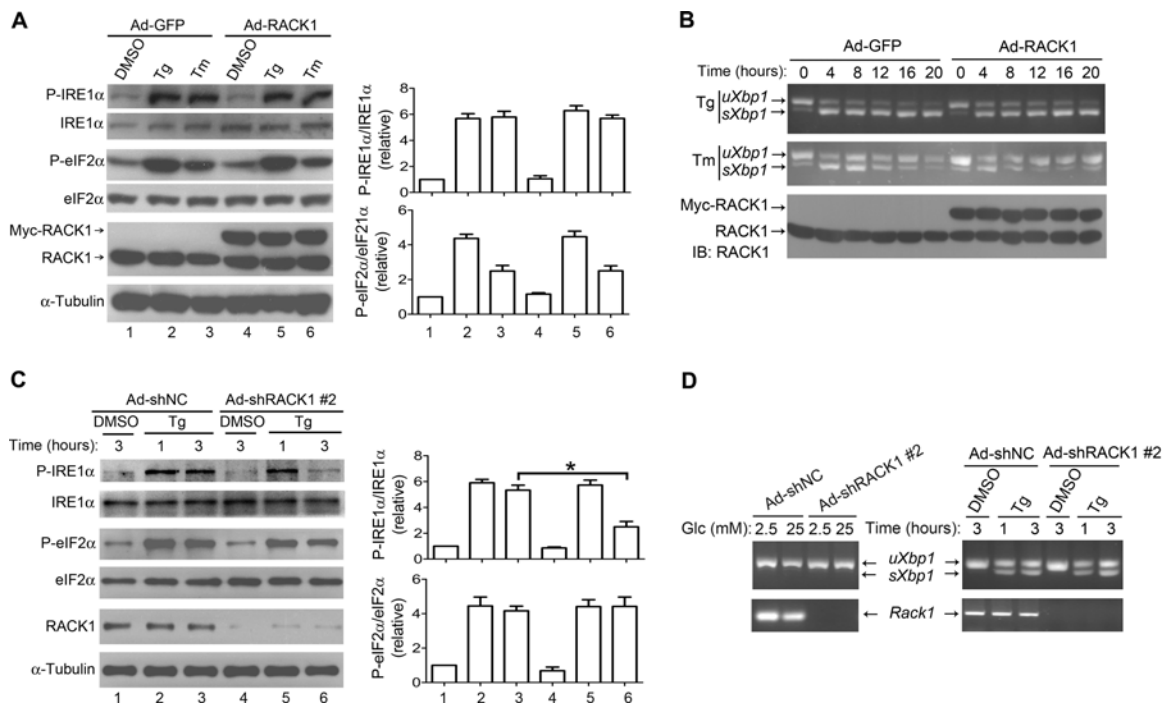 A
Ad-GFP Ad-RACK1
DMSO Tg Tm DMSO Tg Tm
P-IRE1α
IRE1α
P-eIF2α
eIF2α
Myc-RACK1→
RACK1→
α-Tubulin
1 2 3 4 5 6
P-IRE1α/IRE1α
(relative)
8
6
4
2
0
P-eIF2α/eIF21α
(relative)
6
4
2
0
1 2 3 4 5 6
B
Ad-GFP Ad-RACK1
Time (hours): 0 4 8 12 16 20 0 4 8 12 16 20
Tg uXbp1→
sXbp1→
Tm uXbp1→
sXbp1→
Myc-RACK1→
RACK1→
IB: RACK1
C
Ad-shNC Ad-shRACK1 #2
DMSO Tg DMSO Tg
Time (hours): 3 1 3 3 1 3
P-IRE1α
IRE1α
P-eIF2α
eIF2α
RACK1
α-Tubulin
1 2 3 4 5 6
P-IRE1α/IRE1α
(relative)
8
6
4
2
0
*
P-eIF2α/eIF2α
(relative)
6
4
2
0
1 2 3 4 5 6
D
Ad-shNC Ad-shRACK1 #2
Glc (mM): 2.5 25 2.5 25
Ad-shNC Ad-shRACK1 #2
DMSO Tg DMSO Tg
Time (hours): 3 1 3 3 1 3
← uXbp1 →
← sXbp1 →
← Rack1 →